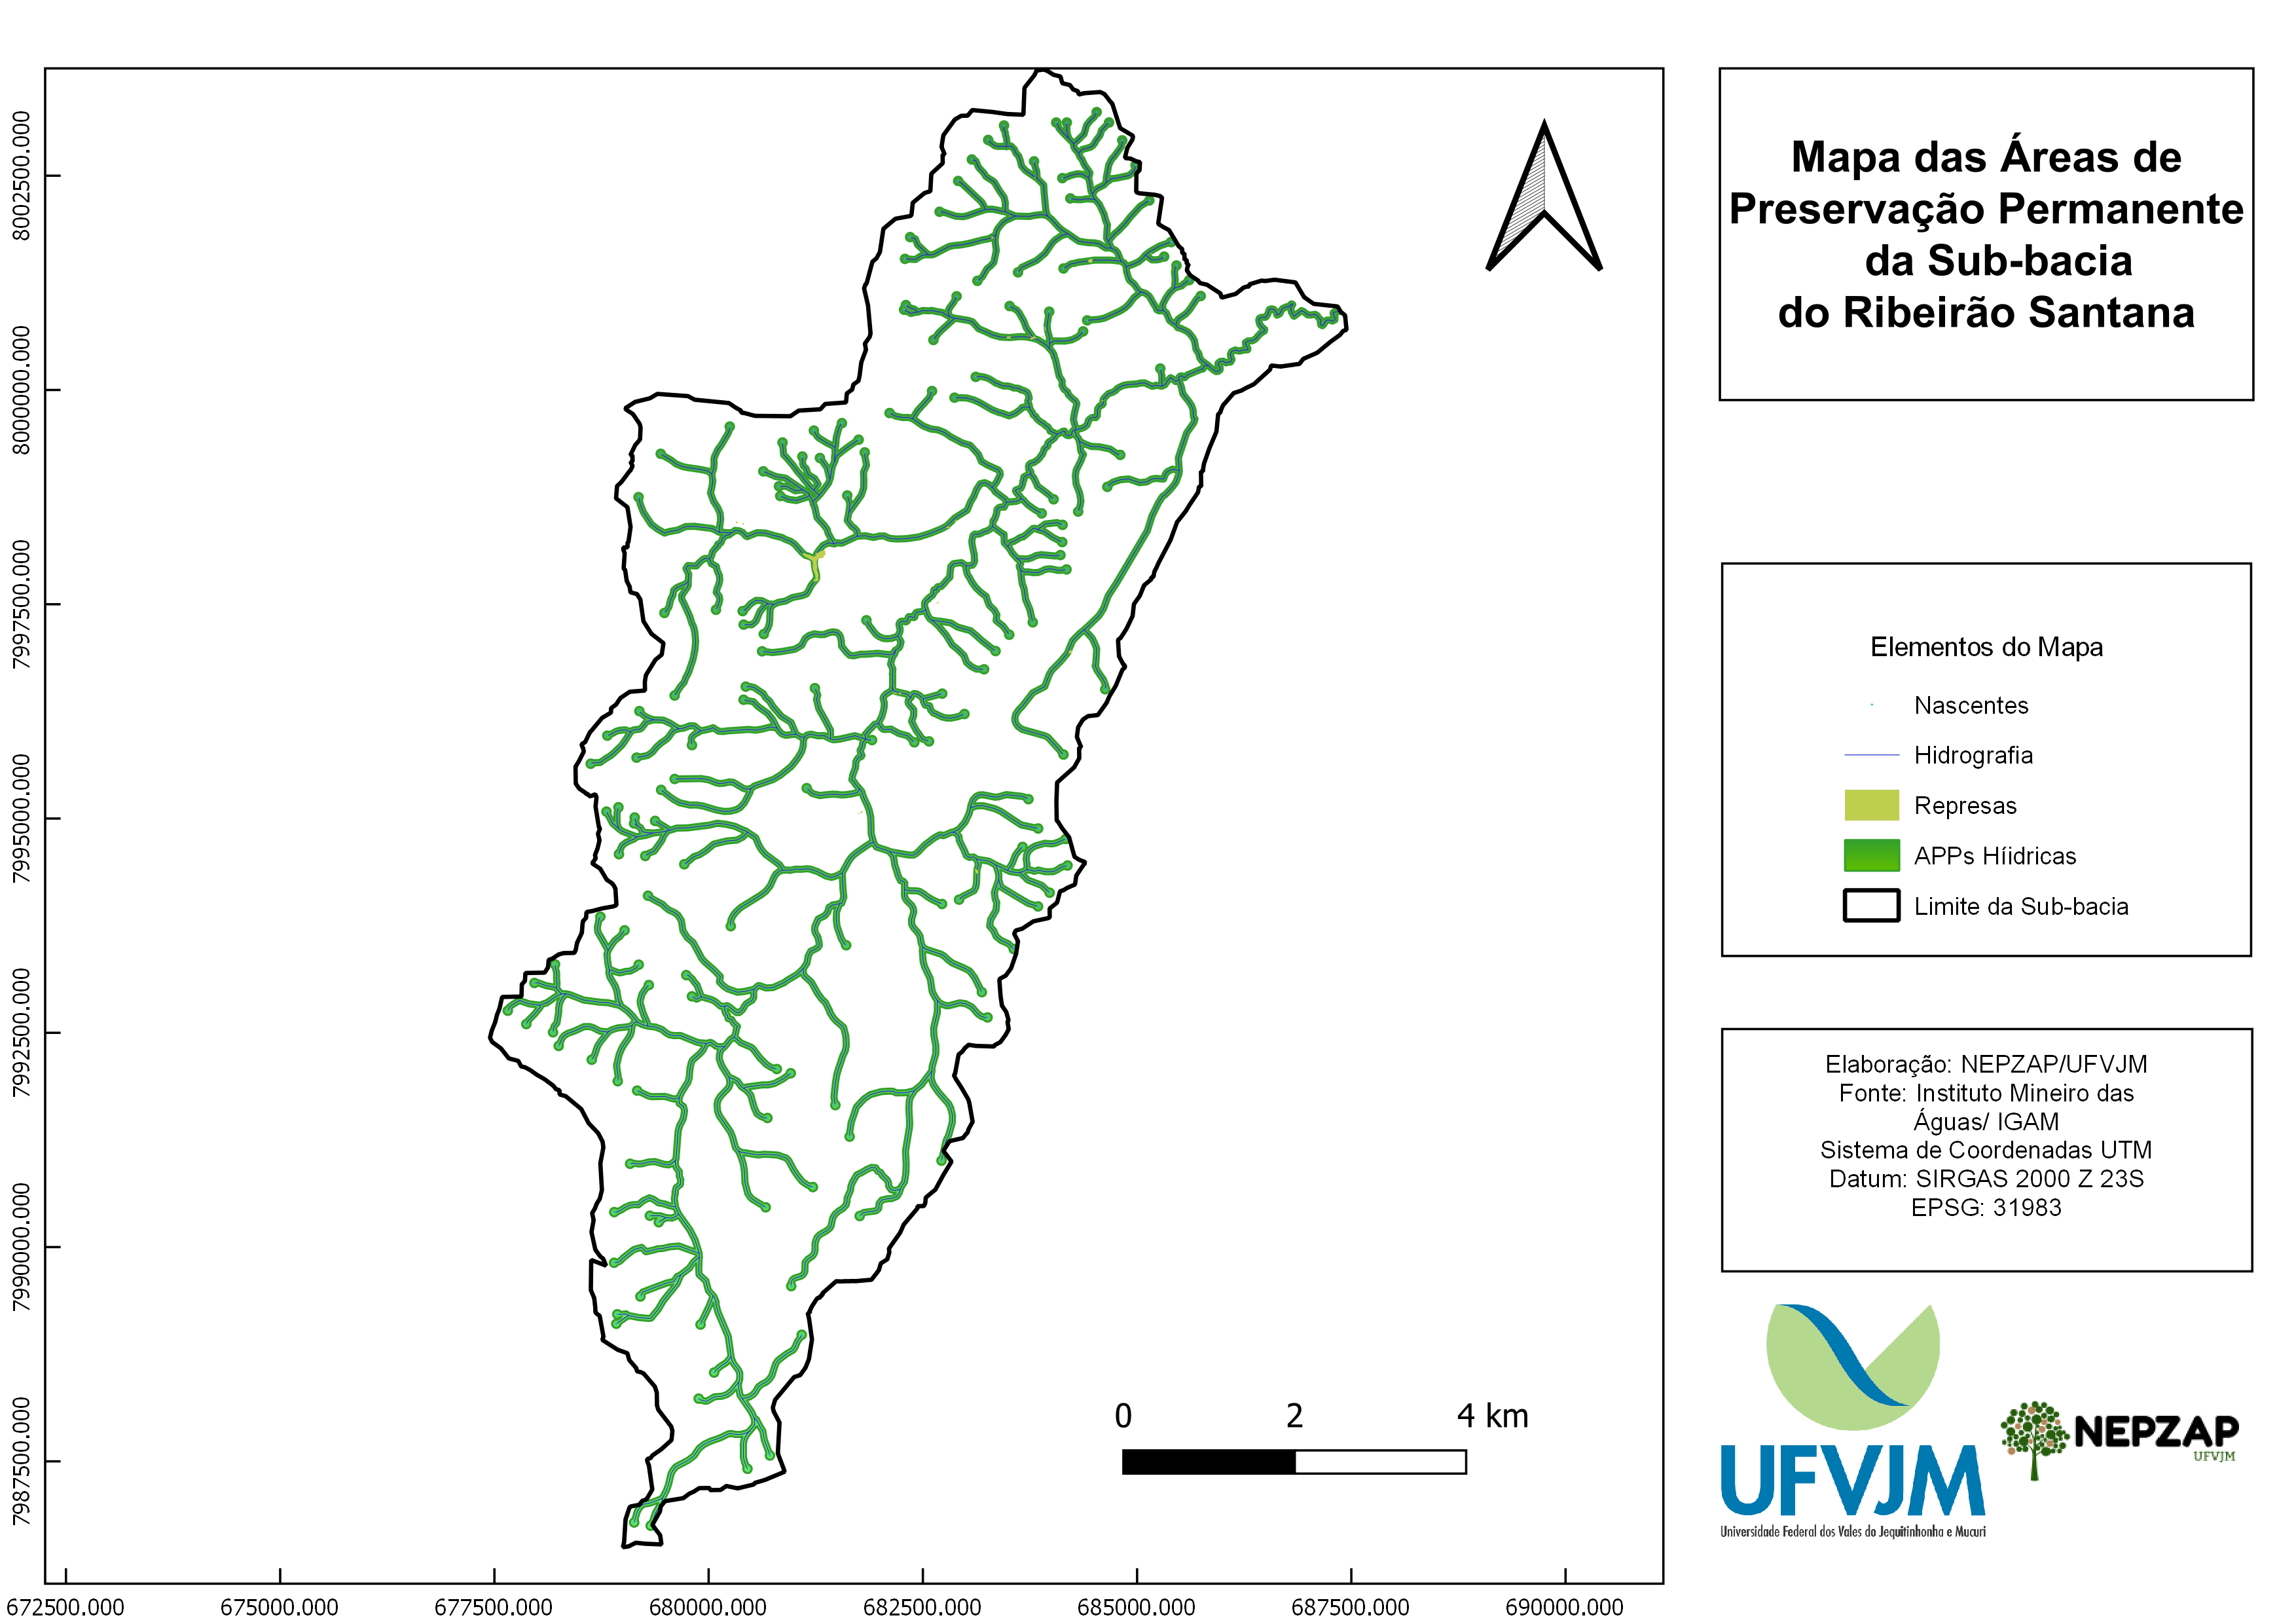 Mapa das Áreas de
Preservação Permanente
da Sub-bacia
do Ribeirão Santana
8002500.000
8000000.000
7997500.000
7995000.000
7992500.000
7990000.000
7987500.000
672500.000
675000.000
677500.000
680000.000
682500.000
685000.000
687500.000
690000.000
0 2 4 km
Elementos do Mapa
Nascentes
Hidrografia
Represas
APPs Híidricas
Limite da Sub-bacia
Elaboração: NEPZAP/UFVJM
Fonte: Instituto Mineiro das
Águas/ IGAM
Sistema de Coordenadas UTM
Datum: SIRGAS 2000 Z 23S
EPSG: 31983
UFVJM
Universidade Federal dos Vales do Jequitinhonha e Mucuri
NEPZAP
UFVJM